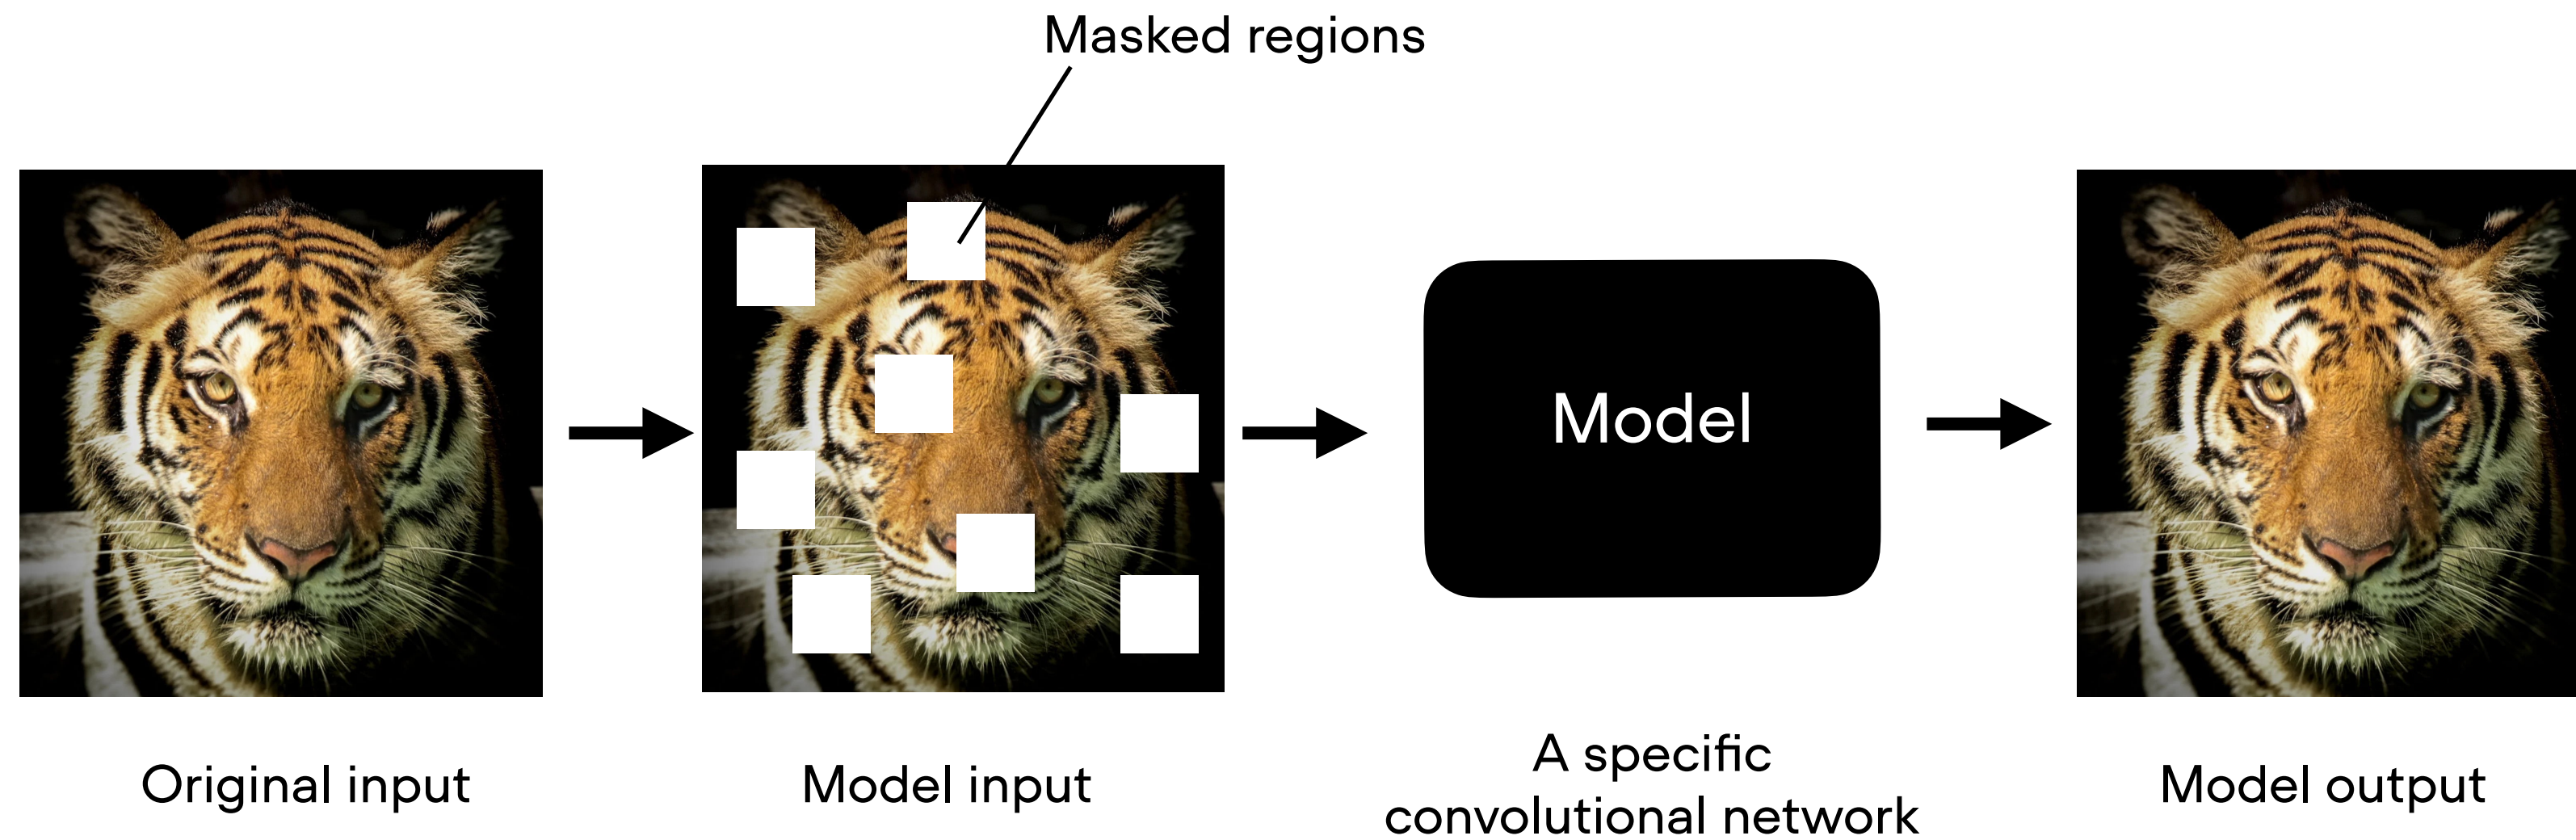 Masked regions
Model
Original input
Model input
A specific
convolutional network
Model output